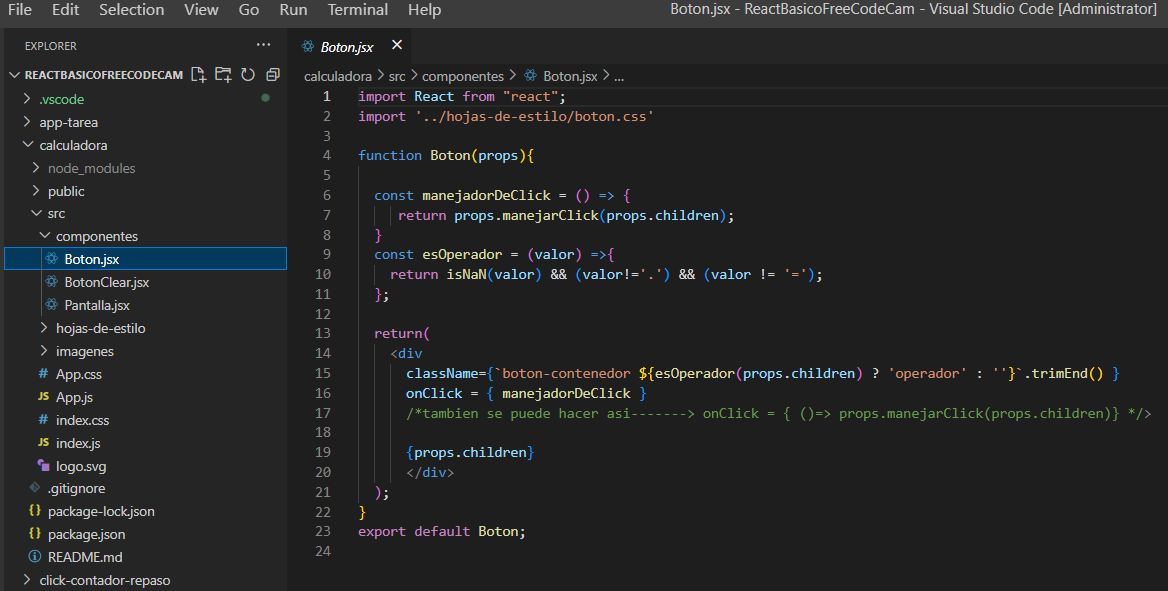 File Edit Selection View Go Run Terminal Help Boton.jsx - ReactBasicoFreeCodeCam - Visual Studio Code [Administrator]
EXPLORER ...
REACTBASICOFREECODECAM
.vscode
app-tarea
calculadora
node_modules
public
src
componentes
Boton.jsx
BotonClear.jsx
Pantalla.jsx
hojas-de-estilo
imagenes
# App.css
JS App.js
# index.css
JS index.js
logo.svg
.gitignore
{} package-lock.json
{} package.json
README.md
click-contador-repaso
Boton.jsx
calculadora > src > componentes > Boton.jsx > ...
1 import React from "react";
2 import '../hojas-de-estilo/boton.css'
3
4 function Boton(props){
5
6 const manejadorDeClick = () => {
7 return props.manejarClick(props.children);
8 }
9 const esOperador = (valor) =>{
10 return isNaN(valor) && (valor!='.') && (valor != '=');
11 };
12
13 return(
14 <div
15 className={`boton-contenedor ${esOperador(props.children) ? 'operador' : ''}`.trimEnd() }
16 onClick = { manejadorDeClick }
17 /*tambien se puede hacer asi-------> onClick = { ()=> props.manejarClick(props.children)} */>
18
19 {props.children}
20 </div>
21 );
22 }
23 export default Boton;
24